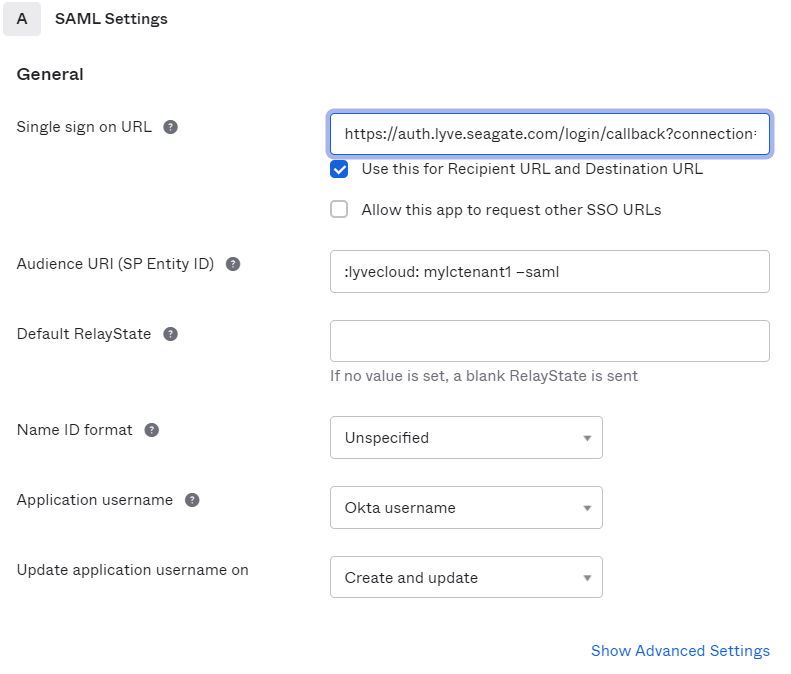 A SAML Settings
General
Single sign on URL ?
https://auth.lyve.seagate.com/login/callback?connection=
Use this for Recipient URL and Destination URL
Allow this app to request other SSO URLs
Audience URI (SP Entity ID) ?
:lyvecloud: mylctenant1 –saml
Default RelayState ?
If no value is set, a blank RelayState is sent
Name ID format ?
Unspecified
Application username ?
Okta username
Update application username on
Create and update
Show Advanced Settings